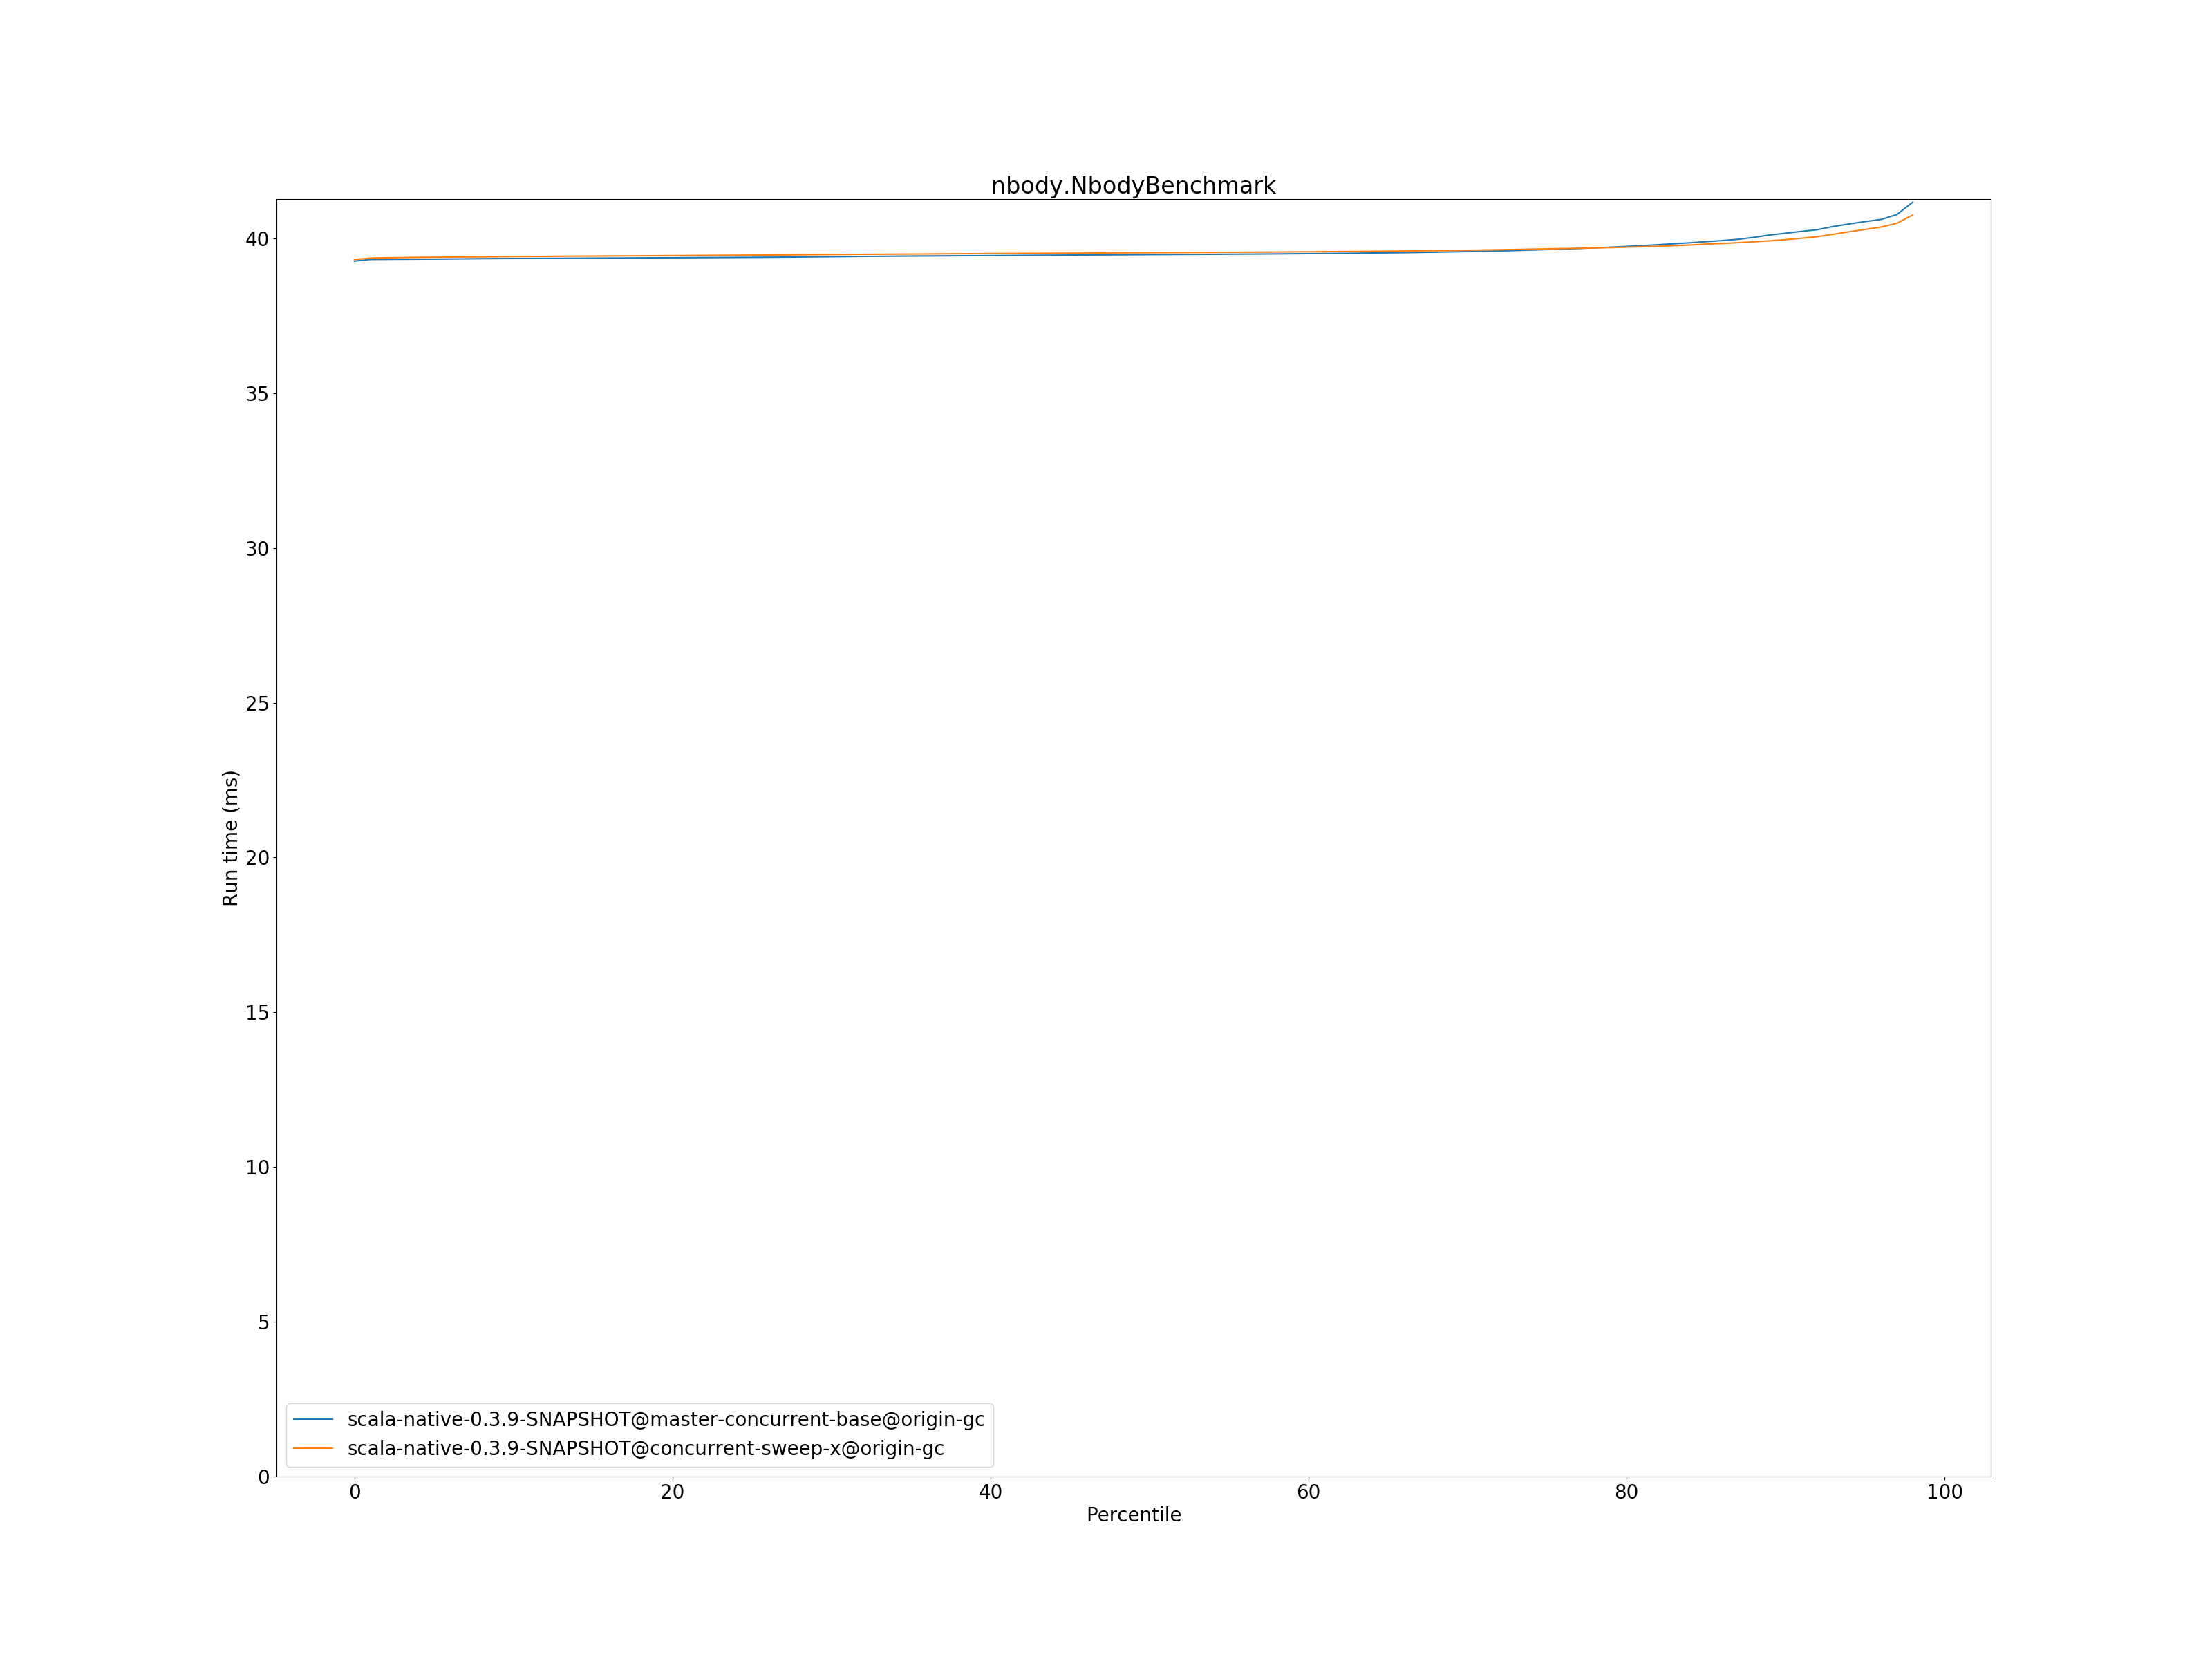 nbody.NbodyBenchmark
40
35
30
25
20
15
10
5
0
Run time (ms)
scala-native-0.3.9-SNAPSHOT@master-concurrent-base@origin-gc
scala-native-0.3.9-SNAPSHOT@concurrent-sweep-x@origin-gc
0 20 40 60 80 100
Percentile